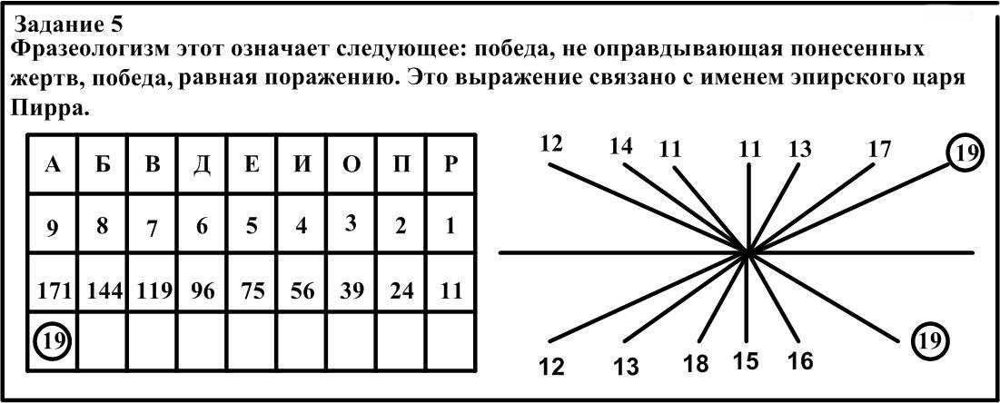 Задание 5
Фразеологизм этот означает следующее: победа, не оправдывающая понесенных
жертв, победа, равная поражению. Это выражение связано с именем эпирского царя
Пирра.
А Б В Д Е И О П Р
9 8 7 6 5 4 3 2 1
171 144 119 96 75 56 39 24 11
19
12 14 11 11 13 17 19
12 13 18 15 16 19